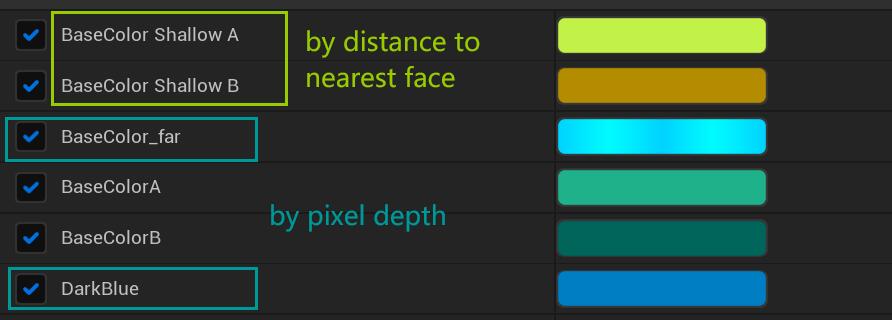 BaseColor Shallow A
by distance to
nearest face
BaseColor Shallow B
BaseColor_far
BaseColorA
by pixel depth
BaseColorB
DarkBlue